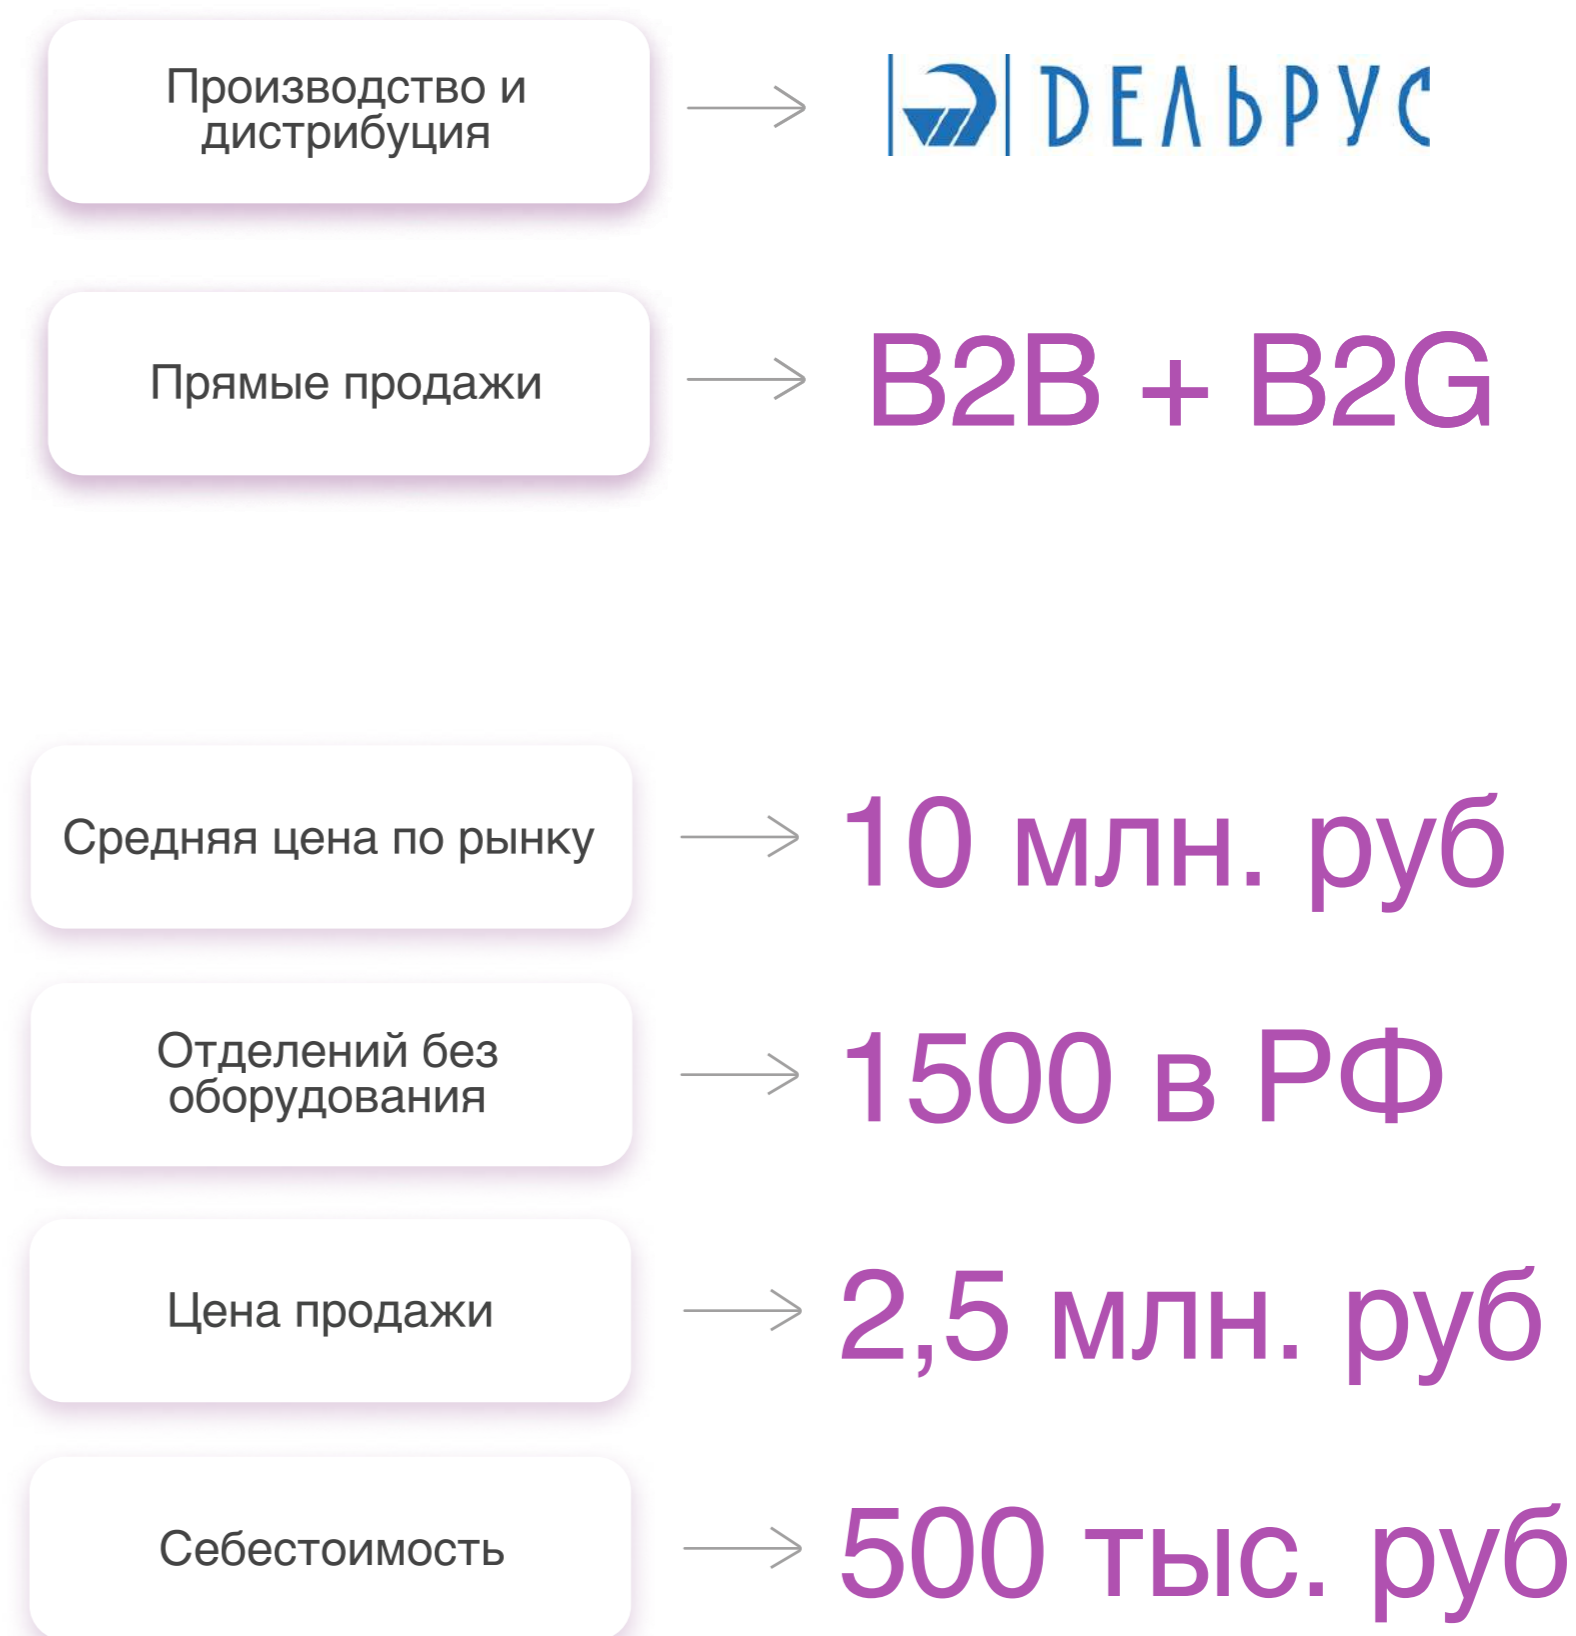 Производство и
дистрибуция
ДЕЛЬРУС
Прямые продажи
B2B + B2G
Средняя цена по рынку
10 млн. руб
Отделений без
оборудования
1500 в РФ
Цена продажи
2,5 млн. руб
Себестоимость
500 тыс. руб